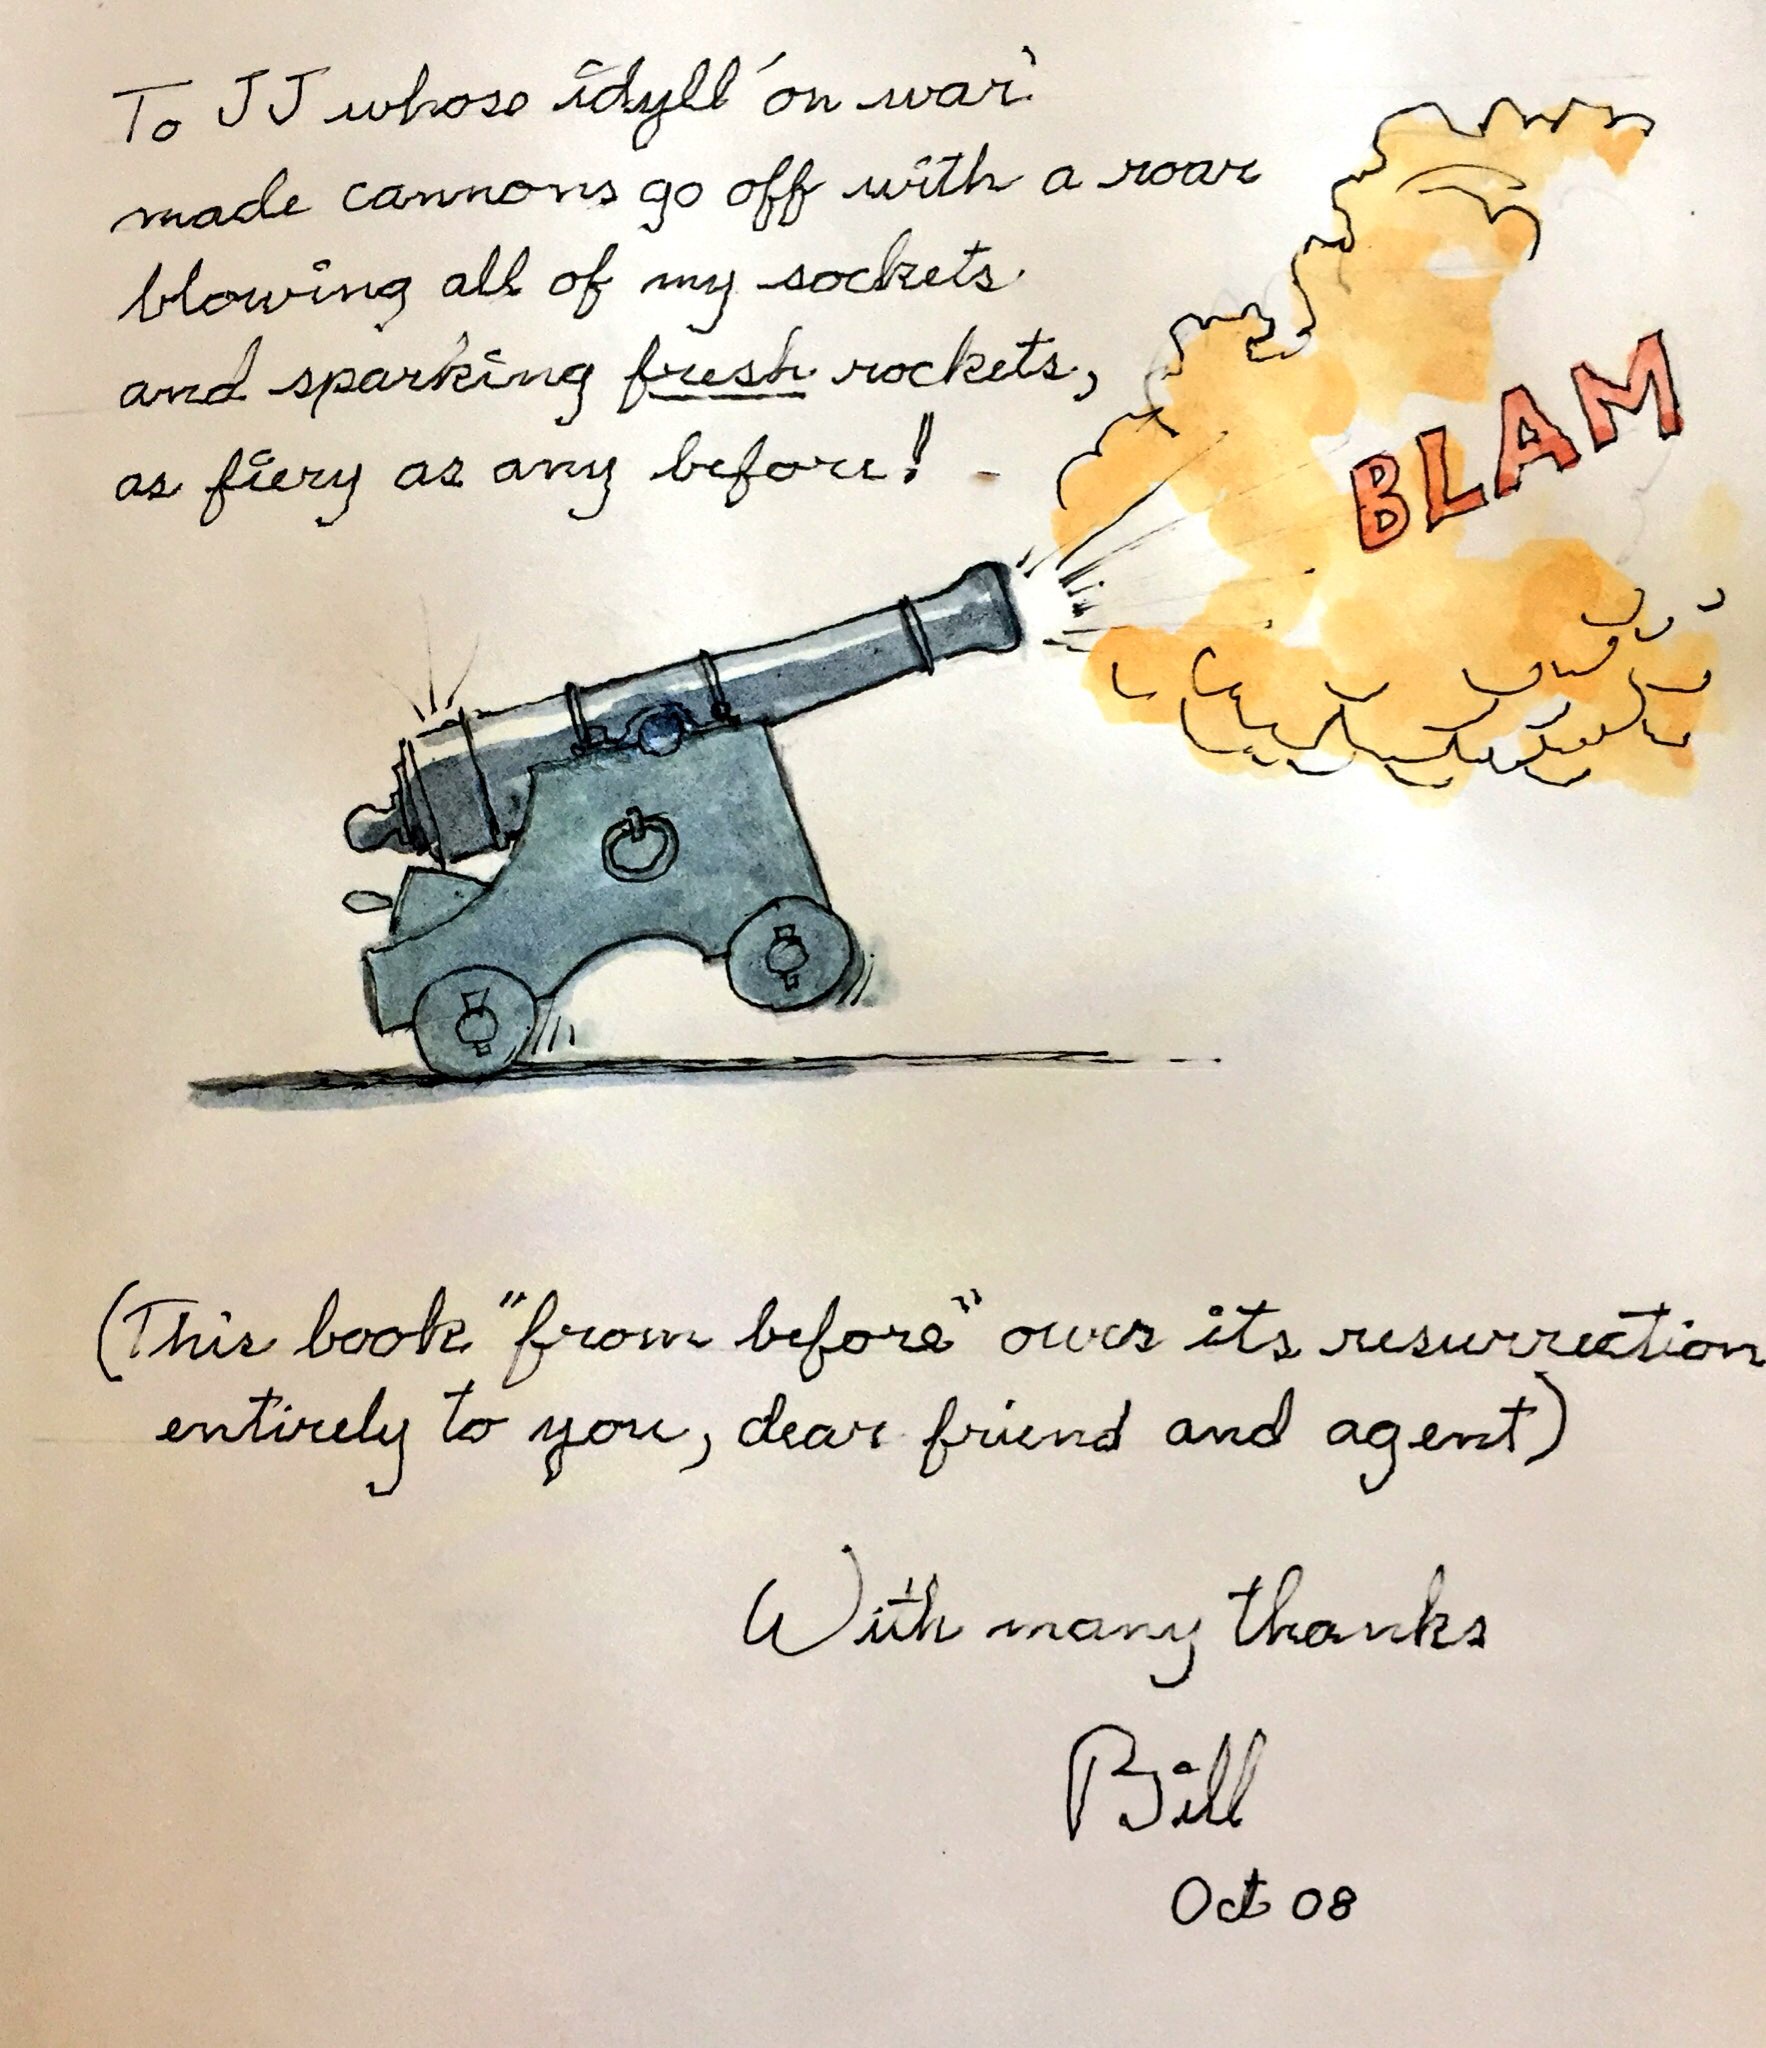 To JJ whose idyll 'on war'
made cannons go off with a roar
blowing all of my sockets
and sparking fresh rockets,
as fiery as any before!
BLAM
(This book "from before" owes its resurrection
entirely to you, dear friend and agent)
With many thanks
Bill
Oct 08